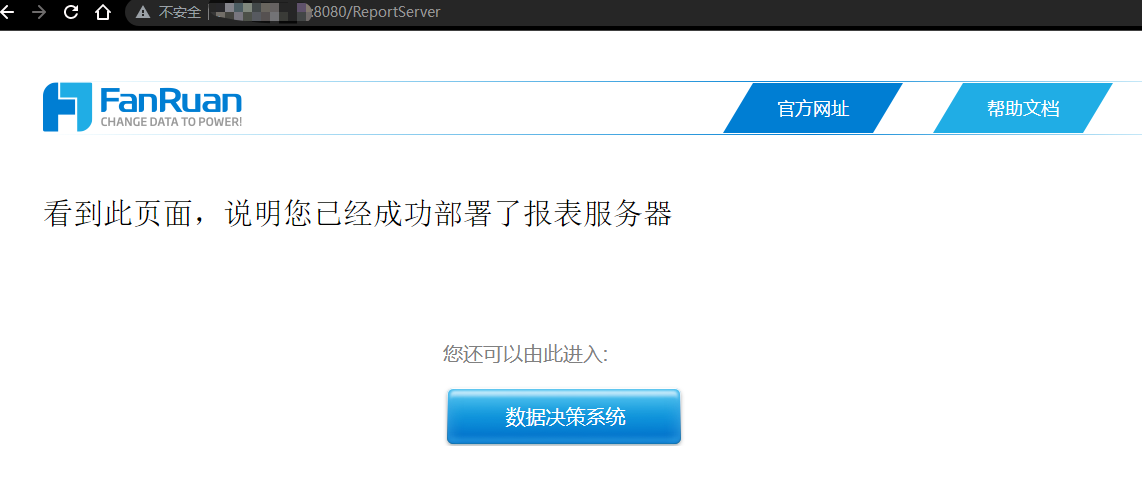 不安全 :8080/ReportServer
FanRuan 官方网址 帮助文档
CHANGE DATA TO POWER!
看到此页面，说明您已经成功部署了报表服务器
您还可以由此进入:
数据决策系统